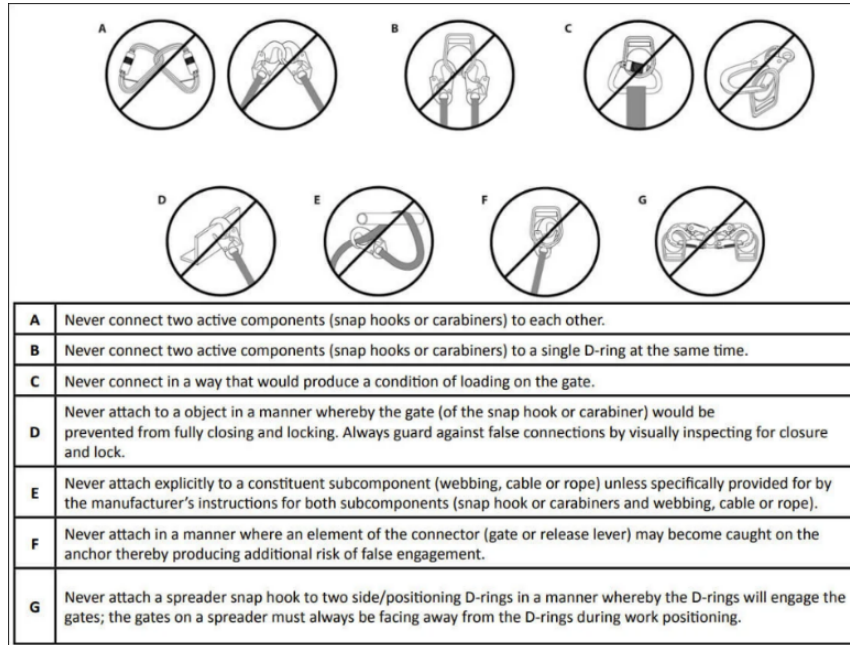 A
B
C
D
E
F
G
A Never connect two active components (snap hooks or carabiners) to each other.
B Never connect two active components (snap hooks or carabiners) to a single D-ring at the same time.
C Never connect in a way that would produce a condition of loading on the gate.
D Never attach to a object in a manner whereby the gate (of the snap hook or carabiner) would be
prevented from fully closing and locking. Always guard against false connections by visually inspecting for closure
and lock.
E Never attach explicitly to a constituent subcomponent (webbing, cable or rope) unless specifically provided for by
the manufacturer's instructions for both subcomponents (snap hook or carabiners and webbing, cable or rope).
F Never attach in a manner where an element of the connector (gate or release lever) may become caught on the
anchor thereby producing additional risk of false engagement.
G Never attach a spreader snap hook to two side/positioning D-rings in a manner whereby the D-rings will engage the
gates; the gates on a spreader must always be facing away from the D-rings during work positioning.